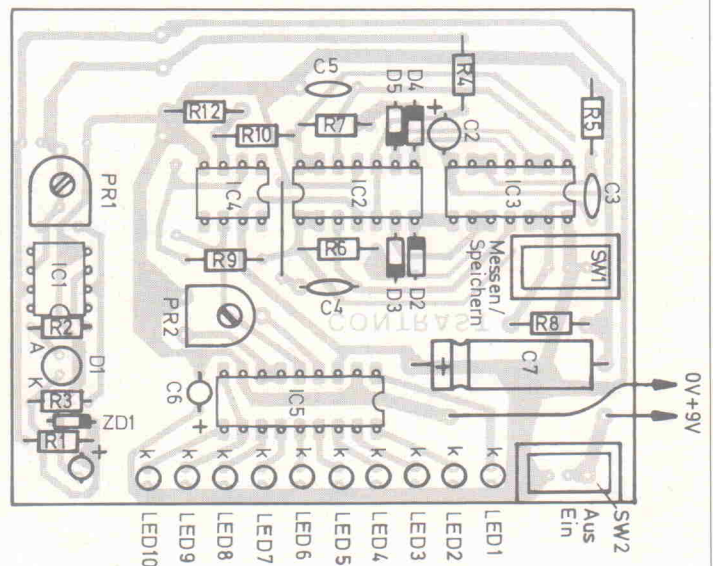 C5
D5
D4
+
R4
R12
R10
R7
C2
R5
PR1
IC4
IC2
IC3
C3
IC1
R9
R6
C4
D3
D2
Messen/
Speichern
SW1
R2
PR2
CONTRAST
R8
A
D1
K
R3
ZD1
R1
+
C6
+
IC5
+
C7
0V
+9V
k
k
k
k
k
k
k
k
k
k
LED10
LED9
LED8
LED7
LED6
LED5
LED4
LED3
LED2
LED1
Ein
Aus
SW2